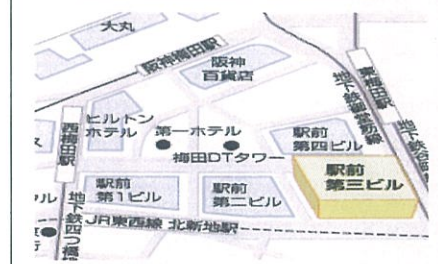 大丸
阪神梅田駅
阪神
百貨店
東梅田駅
地下鉄御堂筋線
地下鉄谷
西梅田駅
ヒルトン
ホテル
第一ホテル
梅田DTタワー
駅前
第四ビル
駅前
第三ビル
駅前
第1ビル
駅前
第二ビル
地下鉄四つ橋
JR東西線 北新地駅
ル